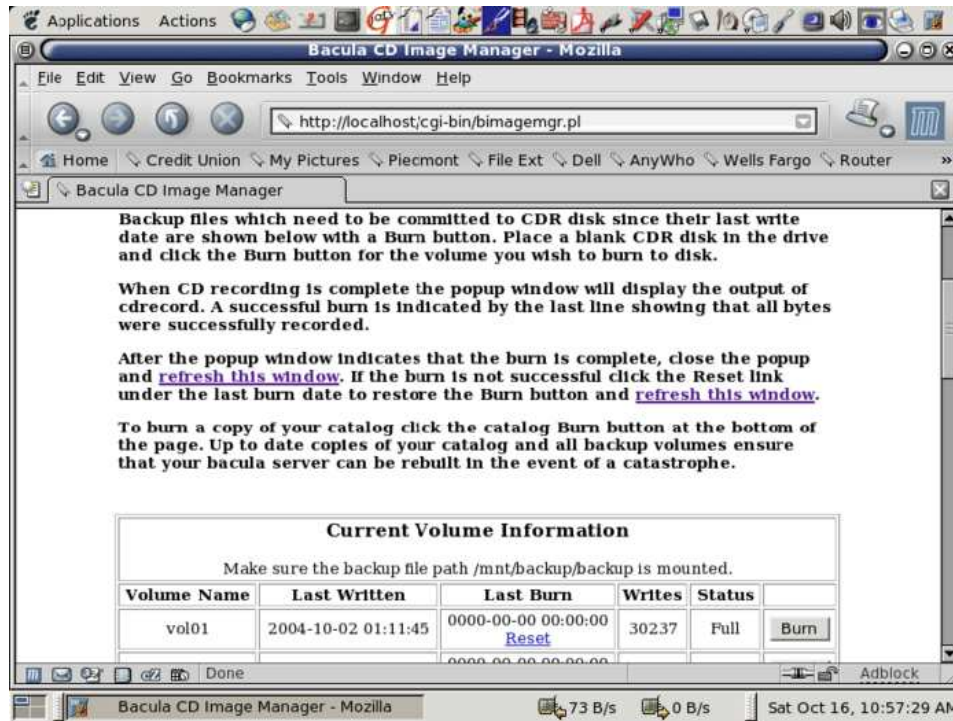 Applications Actions
Bacula CD Image Manager - Mozilla
File Edit View Go Bookmarks Tools Window Help
http://localhost/cgi-bin/bimagemgr.pl
Home Credit Union My Pictures Piecmont File Ext Dell AnyWho Wells Fargo Router »
Bacula CD Image Manager
Backup files which need to be committed to CDR disk since their last write
date are shown below with a Burn button. Place a blank CDR disk in the drive
and click the Burn button for the volume you wish to burn to disk.
When CD recording is complete the popup window will display the output of
cdrecord. A successful burn is indicated by the last line showing that all bytes
were successfully recorded.
After the popup window indicates that the burn is complete, close the popup
and refresh this window. If the burn is not successful click the Reset link
under the last burn date to restore the Burn button and refresh this window.
To burn a copy of your catalog click the catalog Burn button at the bottom of
the page. Up to date copies of your catalog and all backup volumes ensure
that your bacula server can be rebuilt in the event of a catastrophe.
Current Volume Information
Make sure the backup file path /mnt/backup/backup is mounted.
Volume Name Last Written Last Burn Writes Status
vol01 2004-10-02 01:11:45 0000-00-00 00:00:00 30237 Full Burn
Reset
0000-00-00 00:00:00
Done Adblock
Bacula CD Image Manager - Mozilla 73 B/s 0 B/s Sat Oct 16, 10:57:29 AM